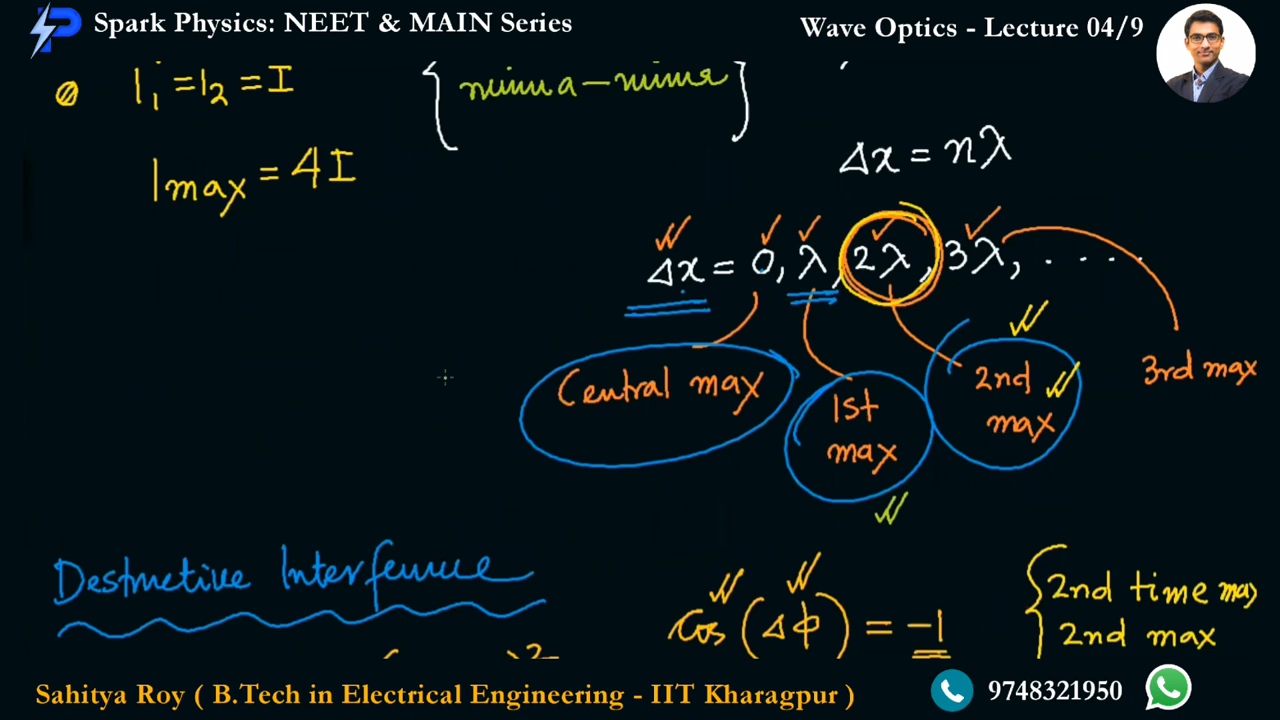 Spark Physics: NEET & MAIN Series
Wave Optics - Lecture 04/9
I₁ = I₂ = I
{ minima - minima }
Δx = nλ
Imax = 4I
Δx = 0, λ, 2λ, 3λ, ....
Central max
1st
max
2nd
max
3rd max
Destructive Interference
Cos (Δφ) = -1
2nd time max
2nd max
Sahitya Roy ( B.Tech in Electrical Engineering - IIT Kharagpur )
9748321950